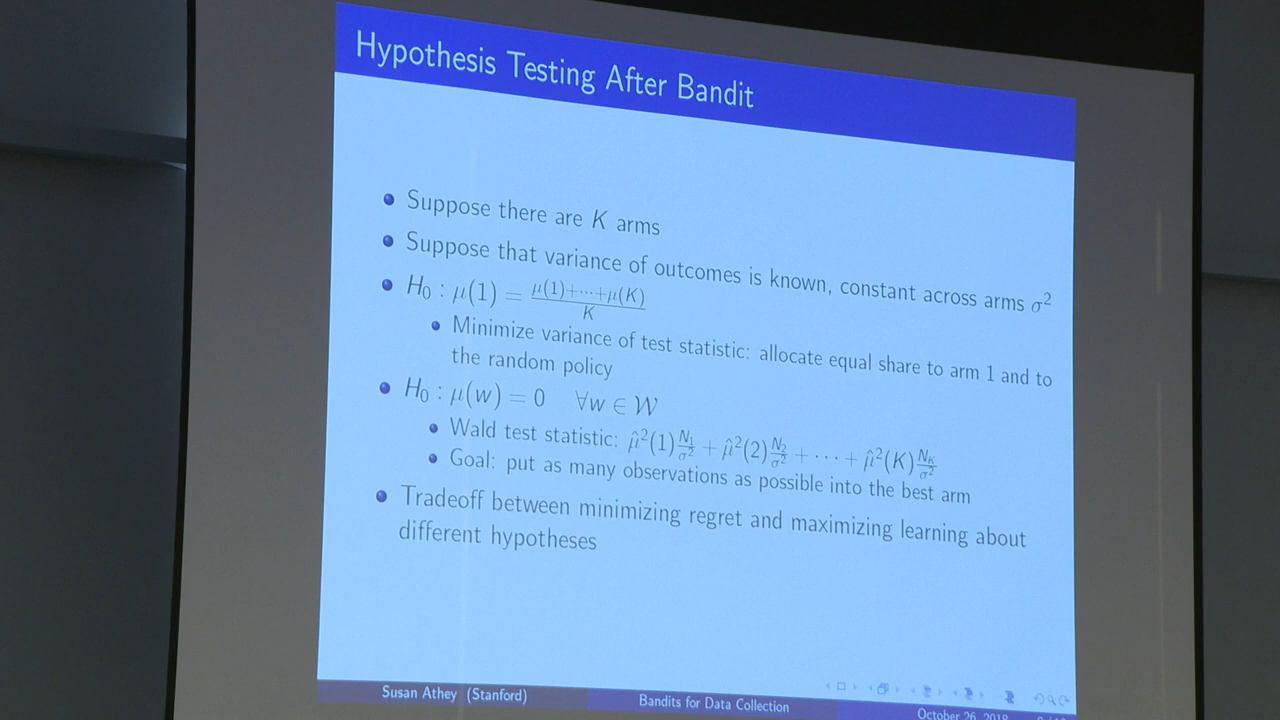 Hypothesis Testing After Bandit
Suppose there are K arms
Suppose that variance of outcomes is known, constant across arms σ²
H₀ : μ(1) = (μ(1)+···+μ(K))/K
Minimize variance of test statistic: allocate equal share to arm 1 and to
the random policy
H₀ : μ(w) = 0 ∀w ∈ 𝒲
Wald test statistic: μ̂²(1) N₁/σ² + μ̂²(2) N₂/σ² + · · · + μ̂²(K) N_K/σ²
Goal: put as many observations as possible into the best arm
Tradeoff between minimizing regret and maximizing learning about
different hypotheses
Susan Athey (Stanford)
Bandits for Data Collection
October 26,